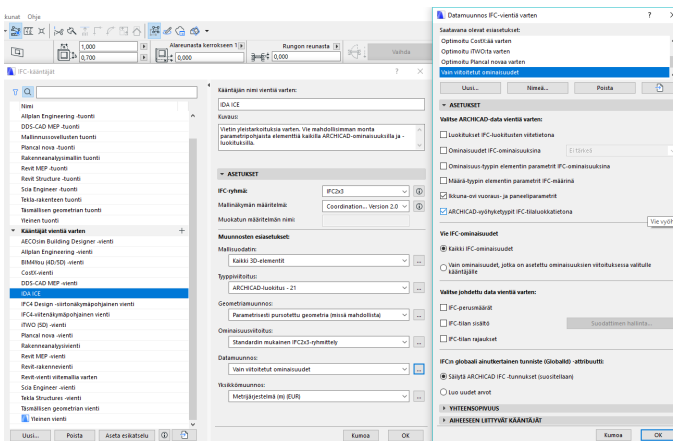 kunat Ohje
1,000
0,700
Alareunasta kerrokseen 1
0,000
Rungon reunasta
0,000
Vaihda
IFC-kääntäjät
? ×
Nimi
Allplan Engineering -tuonti
DDS-CAD MEP -tuonti
Mallinnussovellusten tuonti
Plancal nova -tuonti
Rakenneanalyysimallin tuonti
Revit MEP -tuonti
Revit Structure -tuonti
Scia Engineer -tuonti
Tekla-rakenteen tuonti
Täsmällisen geometrian tuonti
Yleinen tuonti
Kääntäjät vientiä varten +
AECOsim Building Designer -vienti
Allplan Engineering -vienti
BIM4You (4D/5D) -vienti
CostX-vienti
DDS-CAD MEP -vienti
IDA ICE
IFC4 Design -siirtonäkymäpohjainen vienti
IFC4-viitenäkymäpohjainen vienti
iTWO (5D) -vienti
Plancal nova -vienti
Rakenneanalyysivienti
Revit MEP -vienti
Revit-rakennevienti
Revit-vienti viitemallia varten
Scia Engineer -vienti
Tekla Structures -vienti
Täsmällisen geometrian vienti
Yleinen vienti
Uusi...
Poista
Aseta esikatselu
Kääntäjän nimi vientiä varten:
IDA ICE
Kuvaus:
Vietin yleistarkoituksia varten. Vie mahdollisimman monta
parametripohjaista elementtiä kaikilla ARCHICAD-ominaisuuksilla ja -
luokituksilla.
ASETUKSET
IFC-ryhmä:
IFC2x3
Mallinäkymän määritelmä:
Coordination... Version 2.0
Muokatun määritelmän nimi:
Muunnosten esiasetukset:
Mallisuodatin:
Kaikki 3D-elementit
...
Tyyppiviitoitus:
ARCHICAD-luokitus - 21
...
Geometriamuunnos:
Parametrisesti pursotettu geometria (missä mahdollista)
...
Ominaisuusviitoitus:
Standardin mukainen IFC2x3-ryhmittely
...
Datamuunnos:
Vain viitoitetut ominaisuudet
...
Yksikkömuunnos:
Metrijärjestelmä (m) (EUR)
...
Kumoa
OK
Datamuunnos IFC-vientiä varten
?
Saatavana olevat esiasetukset:
Optimoitu CostX:ää varten
Optimoitu iTWO:ta varten
Optimoitu Plancal novaa varten
Vain viitoitetut ominaisuudet
Uusi...
Nimeä...
Poista
ASETUKSET
Valitse ARCHICAD-data vientiä varten:
Luokitukset IFC-luokitusten viitetietona
Ominaisuudet IFC-ominaisuuksina
Ei tärkeä
Ominaisuus-tyypin elementin parametrit IFC-ominaisuuksina
Määrä-tyypin elementin parametrit IFC-määrinä
Ikkuna-ovi vuoraus- ja paneeliparametrit
ARCHICAD-vyöhyketyypit IFC-tilaluokkatietona
Vie vyöh
Vie IFC-ominaisuudet
Kaikki IFC-ominaisuudet
Vain ominaisuudet, jotka on asetettu ominaisuuksien viitoituksessa valitulle
kääntäjälle
Valitse johdettu data vientiä varten:
IFC-perusmäärät
IFC-tilan sisältö
Suodattimen hallinta...
IFC-tilan rajaukset
IFC:n globaali ainutkertainen tunniste (GlobalId) -attribuutti:
Säilytä ARCHICAD IFC -tunnukset (suositellaan)
Luo uudet arvot
YHTEENSOPIVUUS
AIHEESEEN LIITTYVÄT KÄÄNTÄJÄT
Kumoa
OK